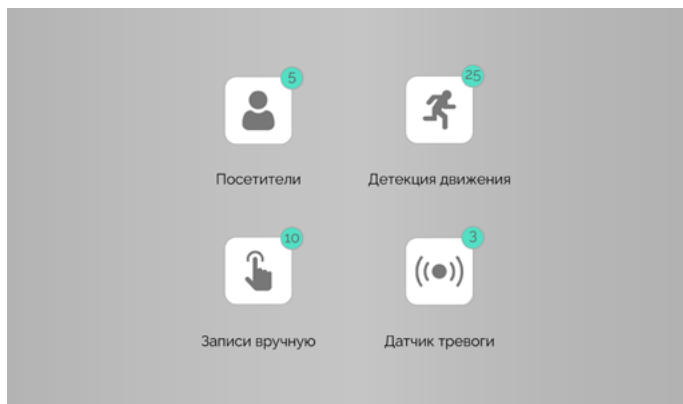 5
25
Посетители
Детекция движения
10
3
Записи вручную
Датчик тревоги